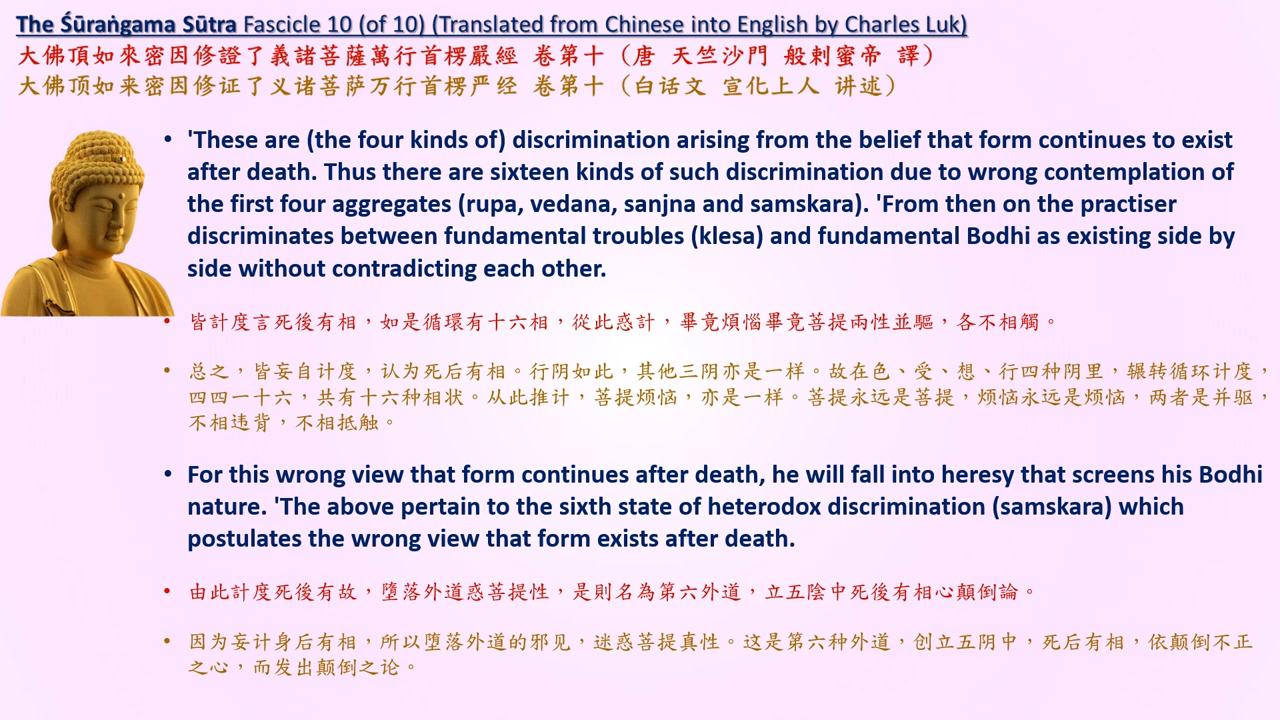 The Śūraṅgama Sūtra Fascicle 10 (of 10) (Translated from Chinese into English by Charles Luk)
大佛頂如來密因修證了義諸菩薩萬行首楞嚴經 卷第十（唐 天竺沙門 般剌蜜帝 譯）
大佛顶如来密因修证了义诸菩萨万行首楞严经 卷第十（白话文 宣化上人 讲述）
• 'These are (the four kinds of) discrimination arising from the belief that form continues to exist
after death. Thus there are sixteen kinds of such discrimination due to wrong contemplation of
the first four aggregates (rupa, vedana, sanjna and samskara). 'From then on the practiser
discriminates between fundamental troubles (klesa) and fundamental Bodhi as existing side by
side without contradicting each other.
• 皆計度言死後有相，如是循環有十六相，從此惑計，畢竟煩惱畢竟菩提兩性並驅，各不相觸。
• 总之，皆妄自计度，认为死后有相。行阴如此，其他三阴亦是一样。故在色、受、想、行四种阴里，辗转循环计度，
四四一十六，共有十六种相状。从此推计，菩提烦恼，亦是一样。菩提永远是菩提，烦恼永远是烦恼，两者是并驱，
不相违背，不相抵触。
• For this wrong view that form continues after death, he will fall into heresy that screens his Bodhi
nature. 'The above pertain to the sixth state of heterodox discrimination (samskara) which
postulates the wrong view that form exists after death.
• 由此計度死後有故，墮落外道惑菩提性，是則名為第六外道，立五陰中死後有相心顛倒論。
• 因为妄计身后有相，所以堕落外道的邪见，迷惑菩提真性。这是第六种外道，创立五阴中，死后有相，依颠倒不正
之心，而发出颠倒之论。